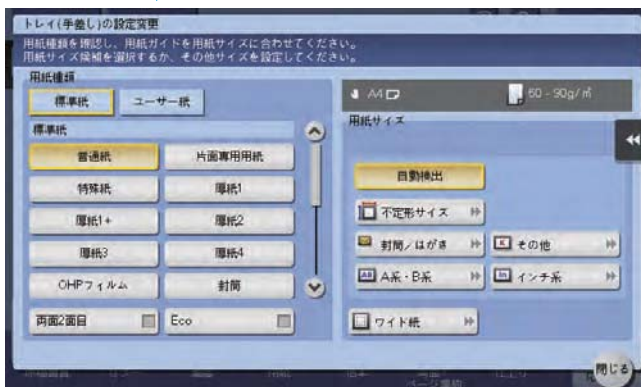 トレイ(手差し)の設定変更
用紙種類を確認し、用紙ガイドを用紙サイズに合わせてください。
用紙サイズ候補を選択するか、その他サイズを設定してください。
用紙種類
標準紙
ユーザー紙
標準紙
普通紙
片面専用用紙
特殊紙
厚紙1
厚紙1+
厚紙2
厚紙3
厚紙4
OHPフィルム
封筒
両面2面目
Eco
A4
60 - 90g/㎡
用紙サイズ
自動検出
不定形サイズ
封筒/はがき
その他
A系・B系
インチ系
ワイド紙
閉じる